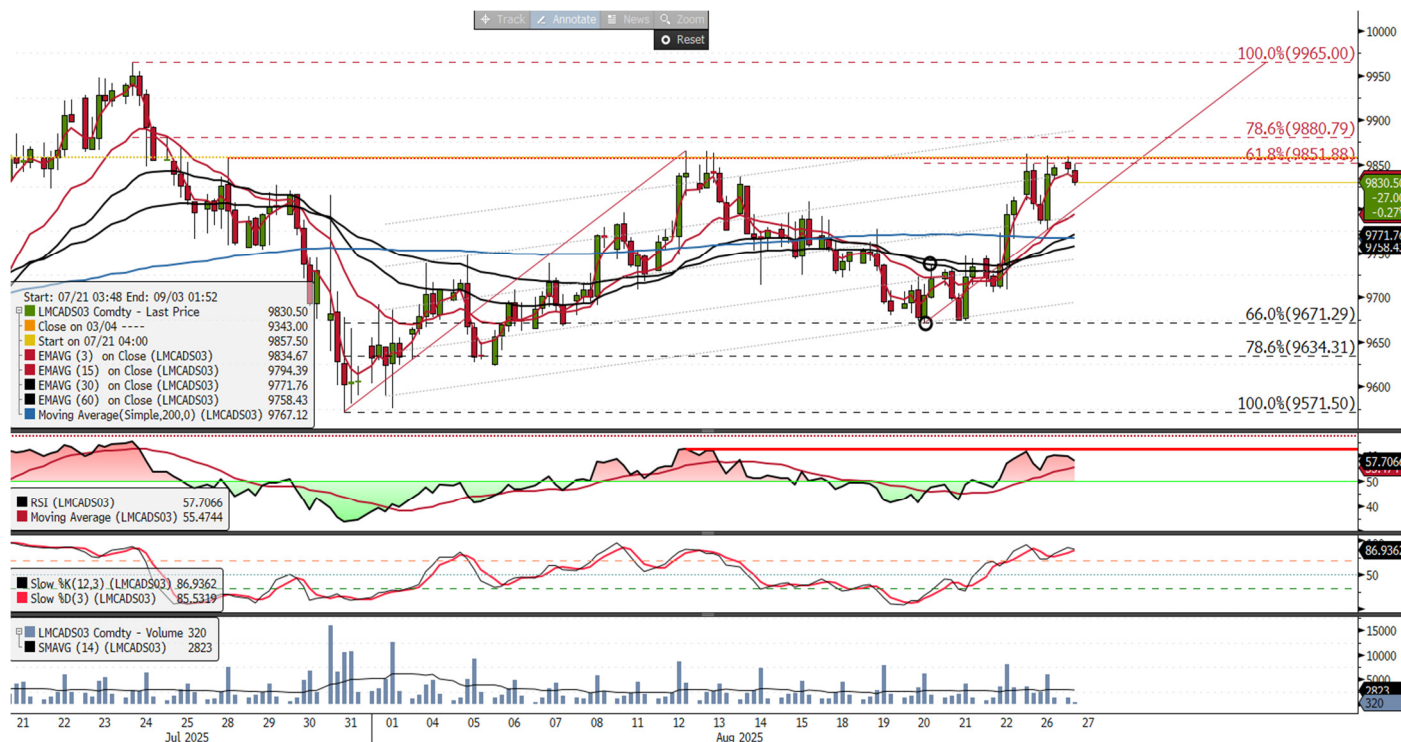 Track Annotate News Zoom
Reset
10000
100.0%(9965.00)
9950
9900
78.6%(9880.79)
61.8%(9851.88)
9850
9830.50
-27.00
9771.76
9758.43
9700
66.0%(9671.29)
9650
78.6%(9634.31)
9600
100.0%(9571.50)
Start: 07/21 03:48 End: 09/03 01:52
LMCADS03 Comdty - Last Price 9830.50
Close on 03/04 ---- 9343.00
Start on 07/21 04:00 9857.50
EMAVG (3) on Close (LMCADS03) 9834.67
EMAVG (15) on Close (LMCADS03) 9794.39
EMAVG (30) on Close (LMCADS03) 9771.76
EMAVG (60) on Close (LMCADS03) 9758.43
Moving Average(Simple,200,0) (LMCADS03) 9767.12
57.7066
50
40
RSI (LMCADS03) 57.7066
Moving Average (LMCADS03) 55.4744
86.9362
50
0
Slow %K(12,3) (LMCADS03) 86.9362
Slow %D(3) (LMCADS03) 85.5319
LMCADS03 Comdty - Volume 320
SMAVG (14) (LMCADS03) 2823
15000
10000
5000
2823
320
21 22 23 24 25 28 29 30 31 01 04 05 06 07 08 11 12 13 14 15 18 19 20 21 22 26 27
Jul 2025 Aug 2025